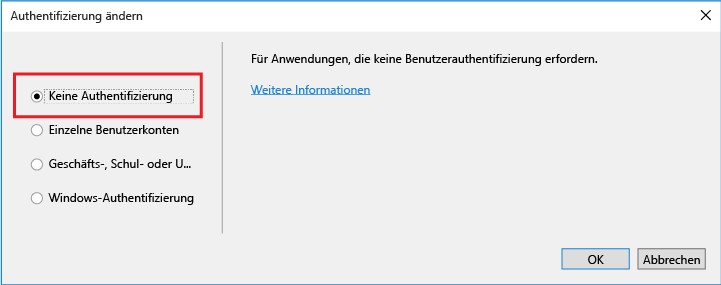 Authentifizierung ändern
Keine Authentifizierung
Einzelne Benutzerkonten
Geschäfts-, Schul- oder U...
Windows-Authentifizierung
Für Anwendungen, die keine Benutzerauthentifizierung erfordern.
Weitere Informationen
OK
Abbrechen